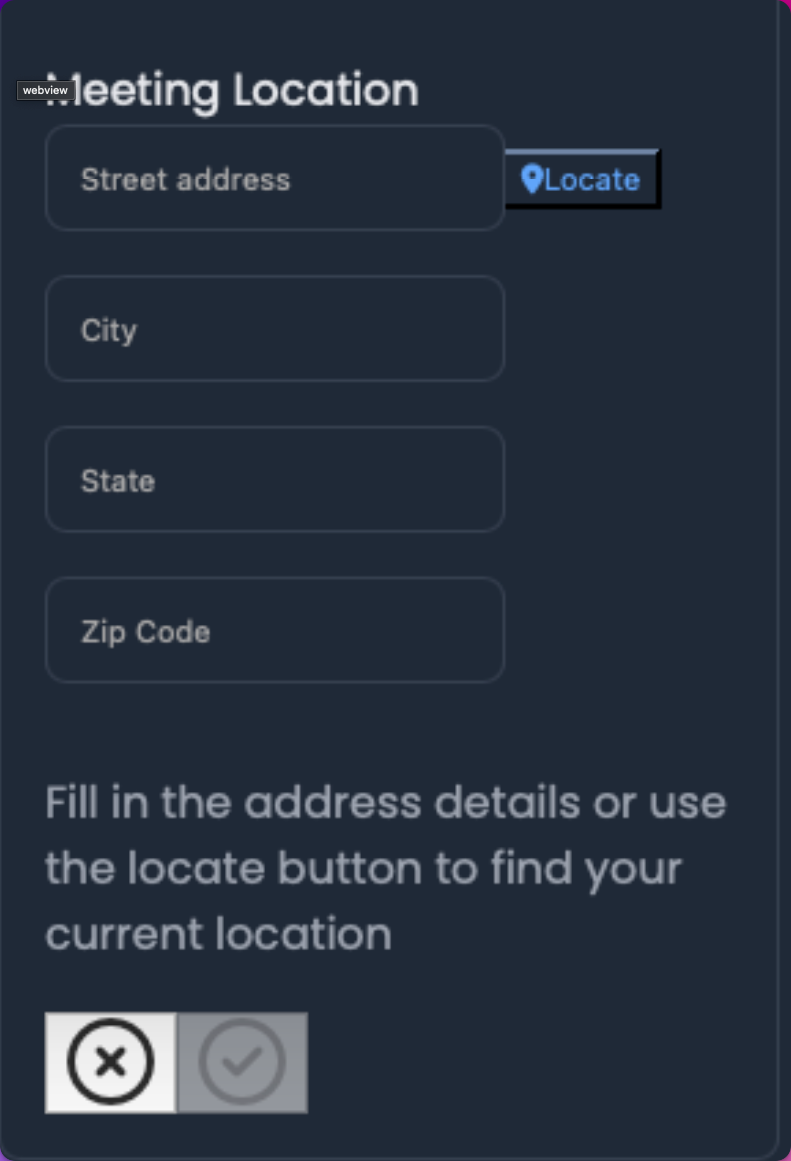 Meeting Location
webview
Street address
Locate
City
State
Zip Code
Fill in the address details or use
the locate button to find your
current location